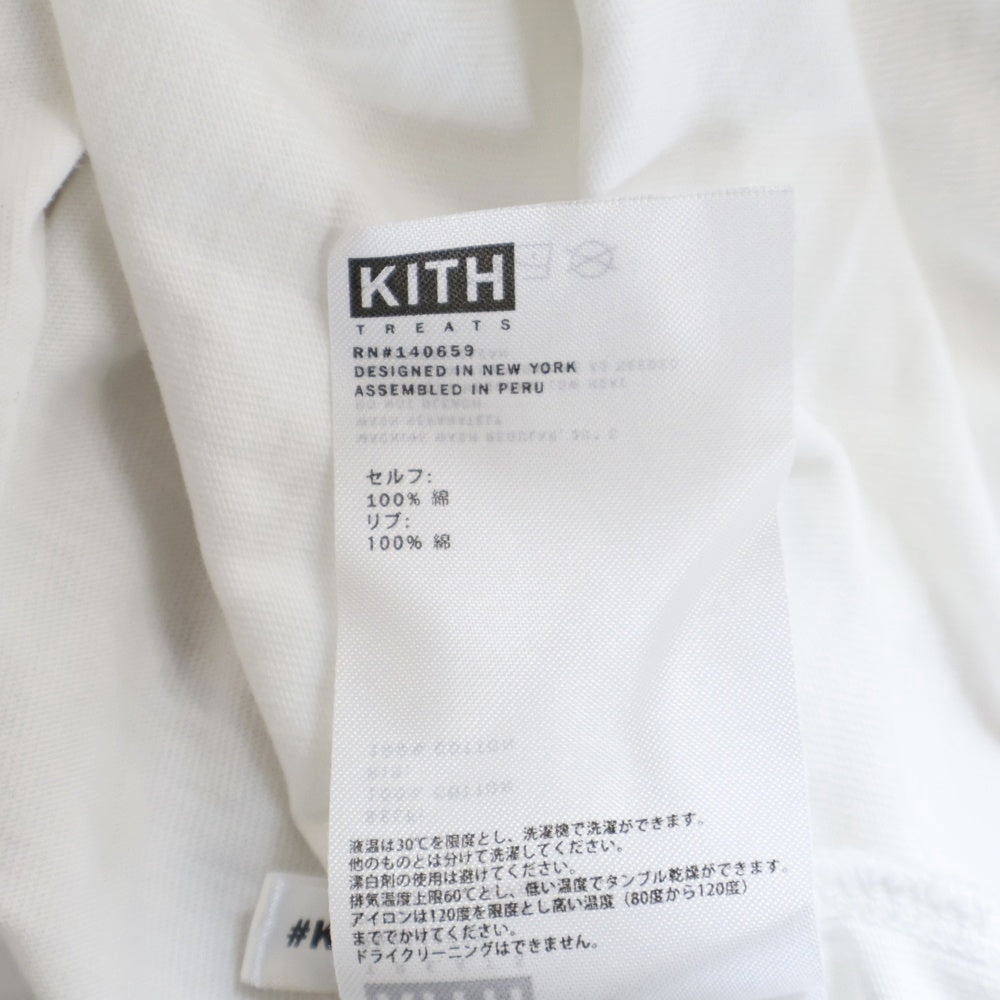 KITH
TREATS
RN#140659
DESIGNED IN NEW YORK
ASSEMBLED IN PERU
セルフ:
100% 綿
リブ:
100% 綿
液温は30℃を限度とし、洗濯機で洗濯ができます。
他のものとは分けて洗濯してください。
漂白剤の使用は避けてください。
排気温度上限60℃とし、低い温度でタンブル乾燥ができます。
アイロンは120度を限度とし高い温度（80度から120度）
まででかけてください。
ドライクリーニングはできません。
#K